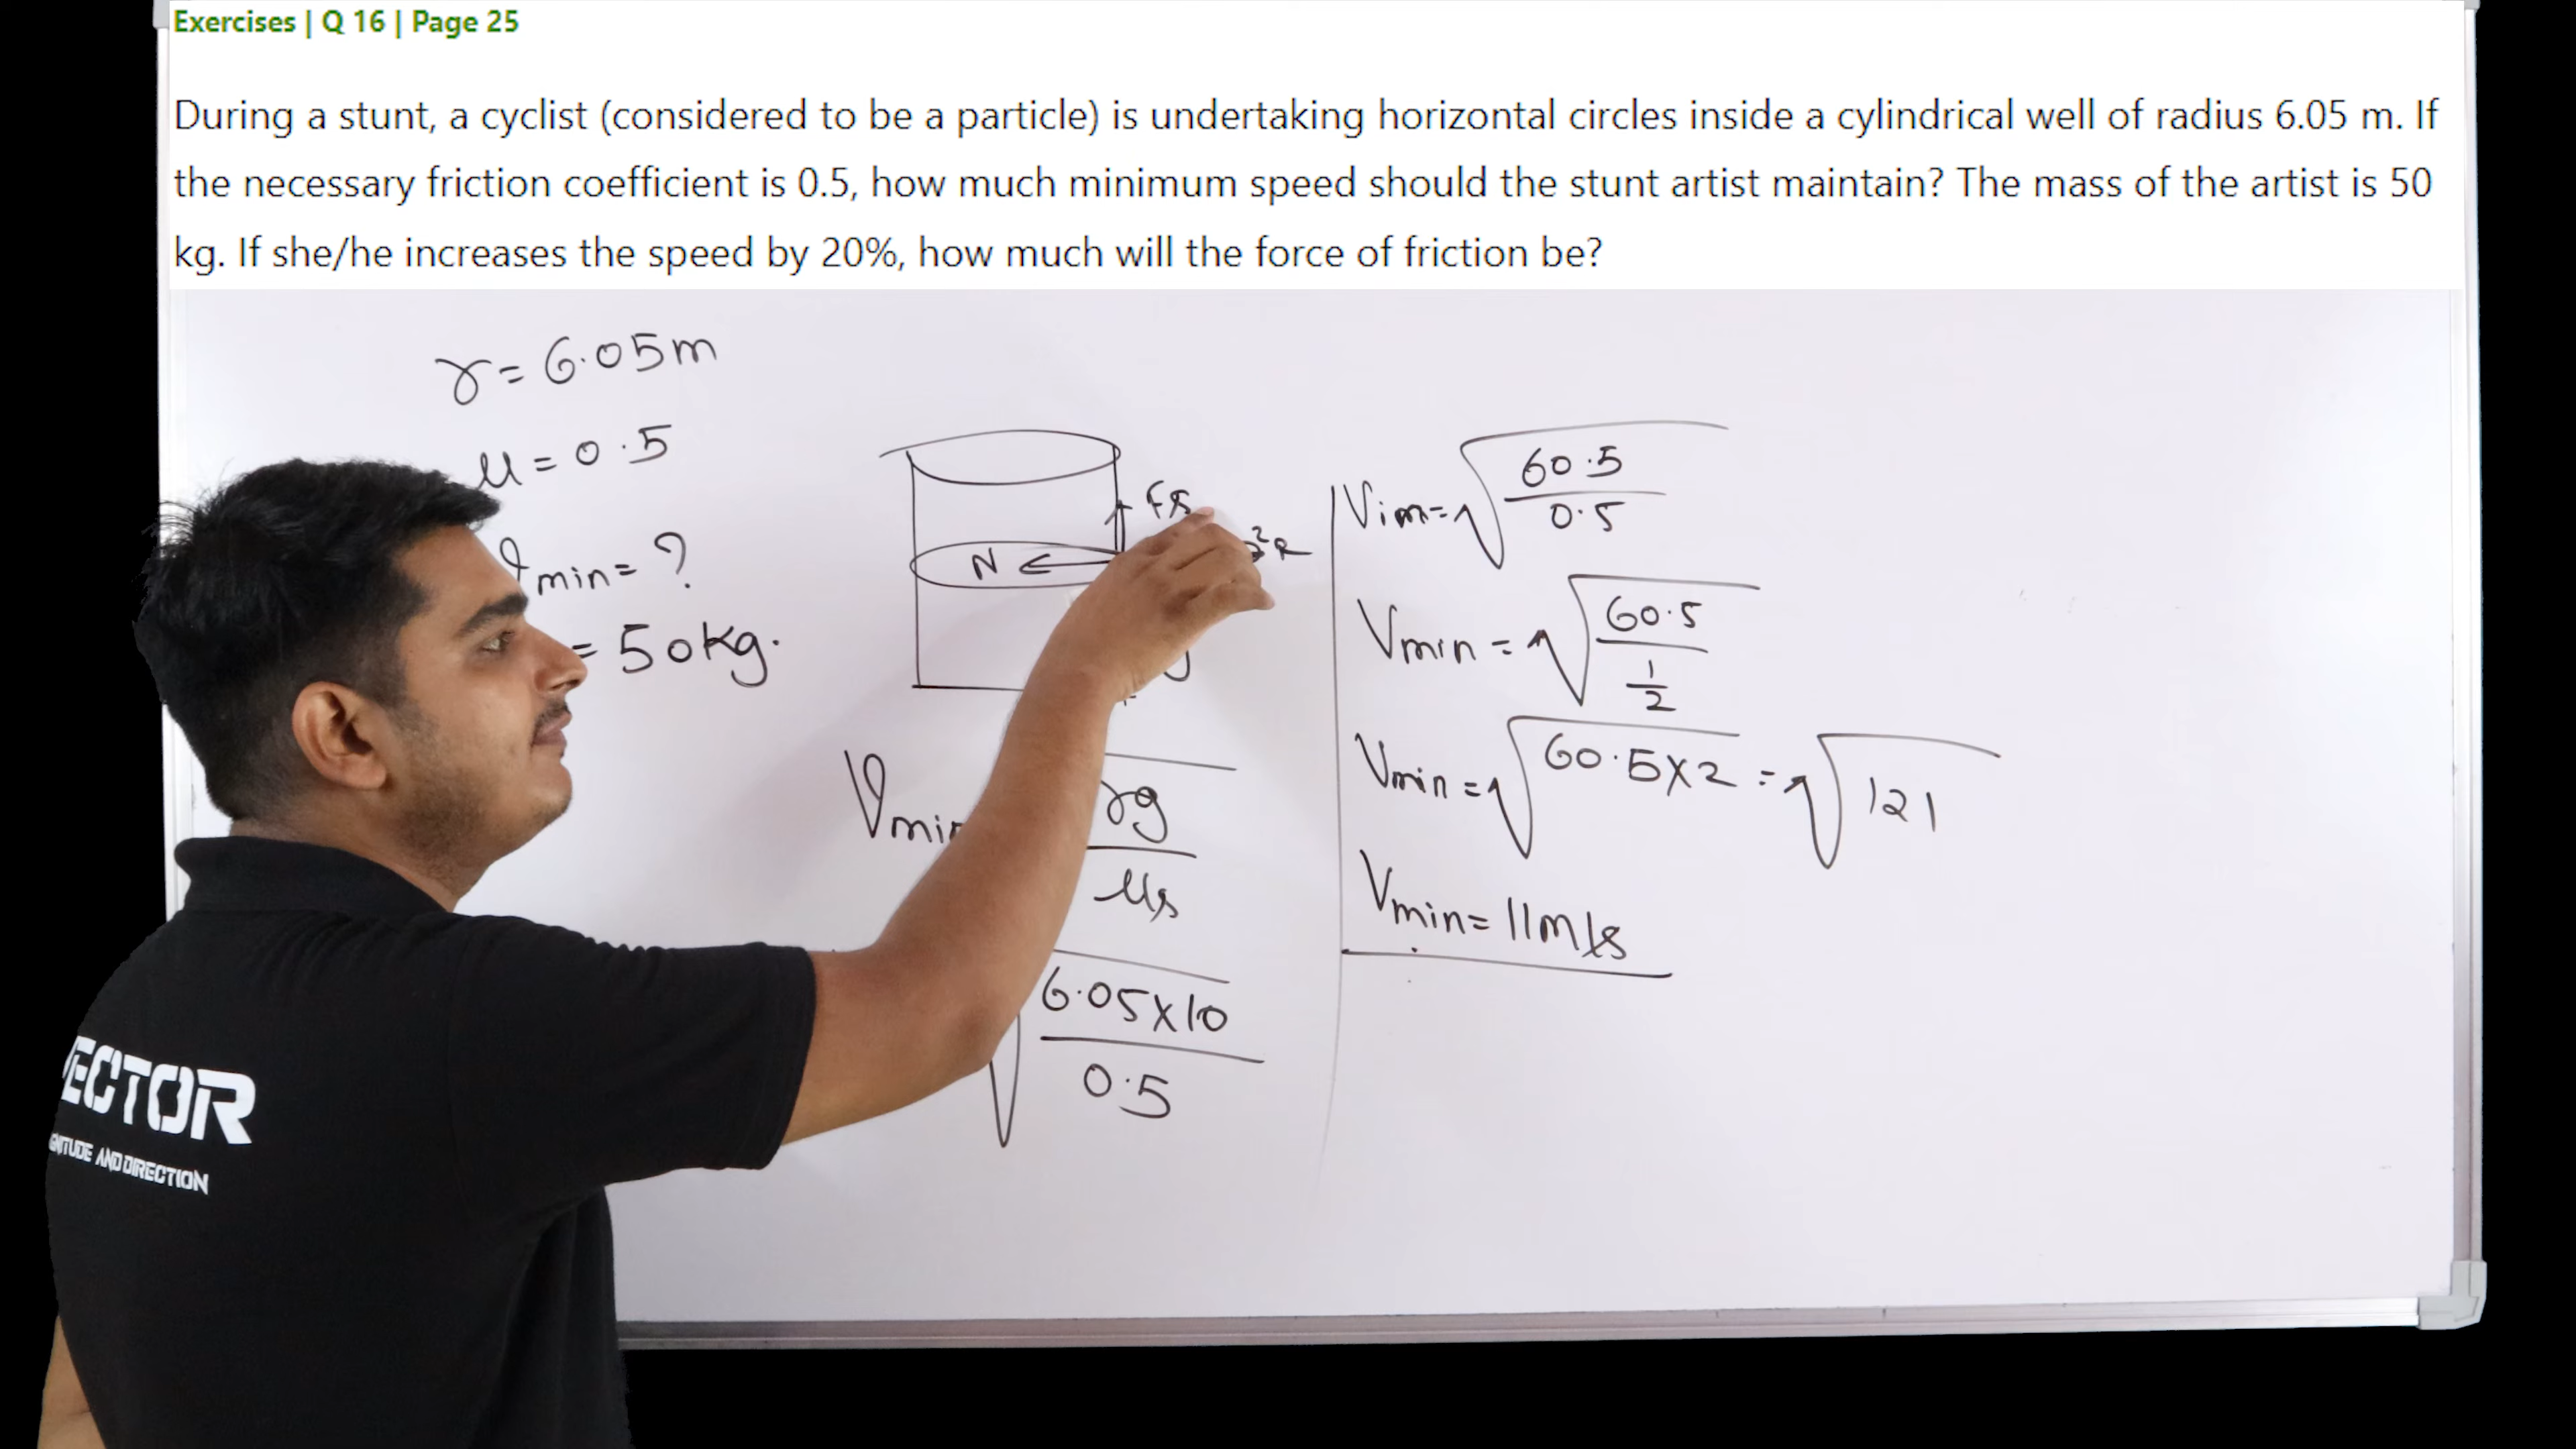 Exercises | Q 16 | Page 25
During a stunt, a cyclist (considered to be a particle) is undertaking horizontal circles inside a cylindrical well of radius 6.05 m. If
the necessary friction coefficient is 0.5, how much minimum speed should the stunt artist maintain? The mass of the artist is 50
kg. If she/he increases the speed by 20%, how much will the force of friction be?
r = 6.05m
μ = 0.5
Vmin = ?
= 50kg.
N
Fs
²R
Vmin
rg
μs
6.05×10
0.5
Vim = √
60.5
0.5
Vmin = √
60.5
1
2
Vmin = √60.5×2 = √121
Vmin = 11m/s
ECTOR
GNITUDE AND DIRECTION